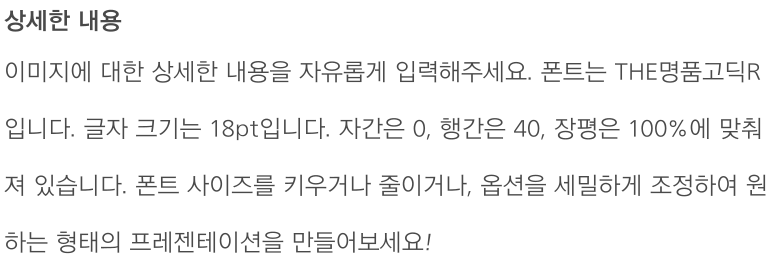 상세한 내용
이미지에 대한 상세한 내용을 자유롭게 입력해주세요. 폰트는 THE명품고딕R
입니다. 글자 크기는 18pt입니다. 자간은 0, 행간은 40, 장평은 100%에 맞춰
져 있습니다. 폰트 사이즈를 키우거나 줄이거나, 옵션을 세밀하게 조정하여 원
하는 형태의 프레젠테이션을 만들어보세요!